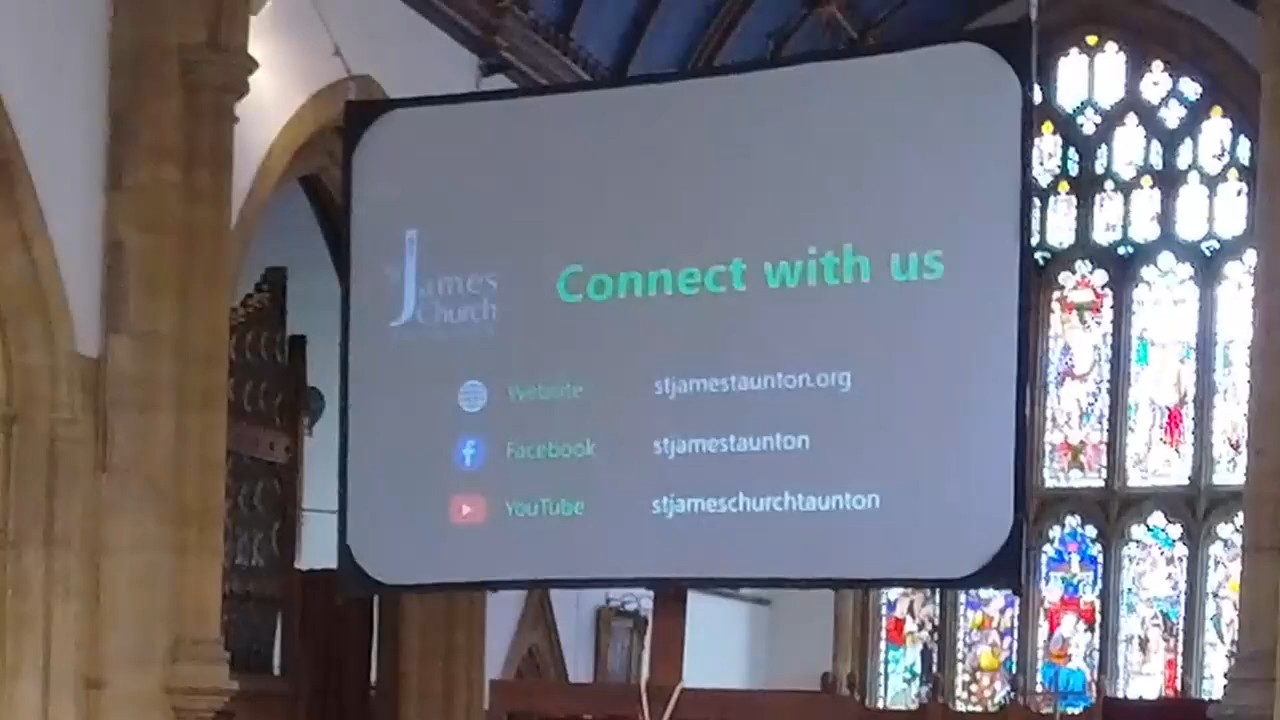 James
Church
Connect with us
Website stjamestaunton.org
Facebook stjamestaunton
YouTube stjameschurchtaunton